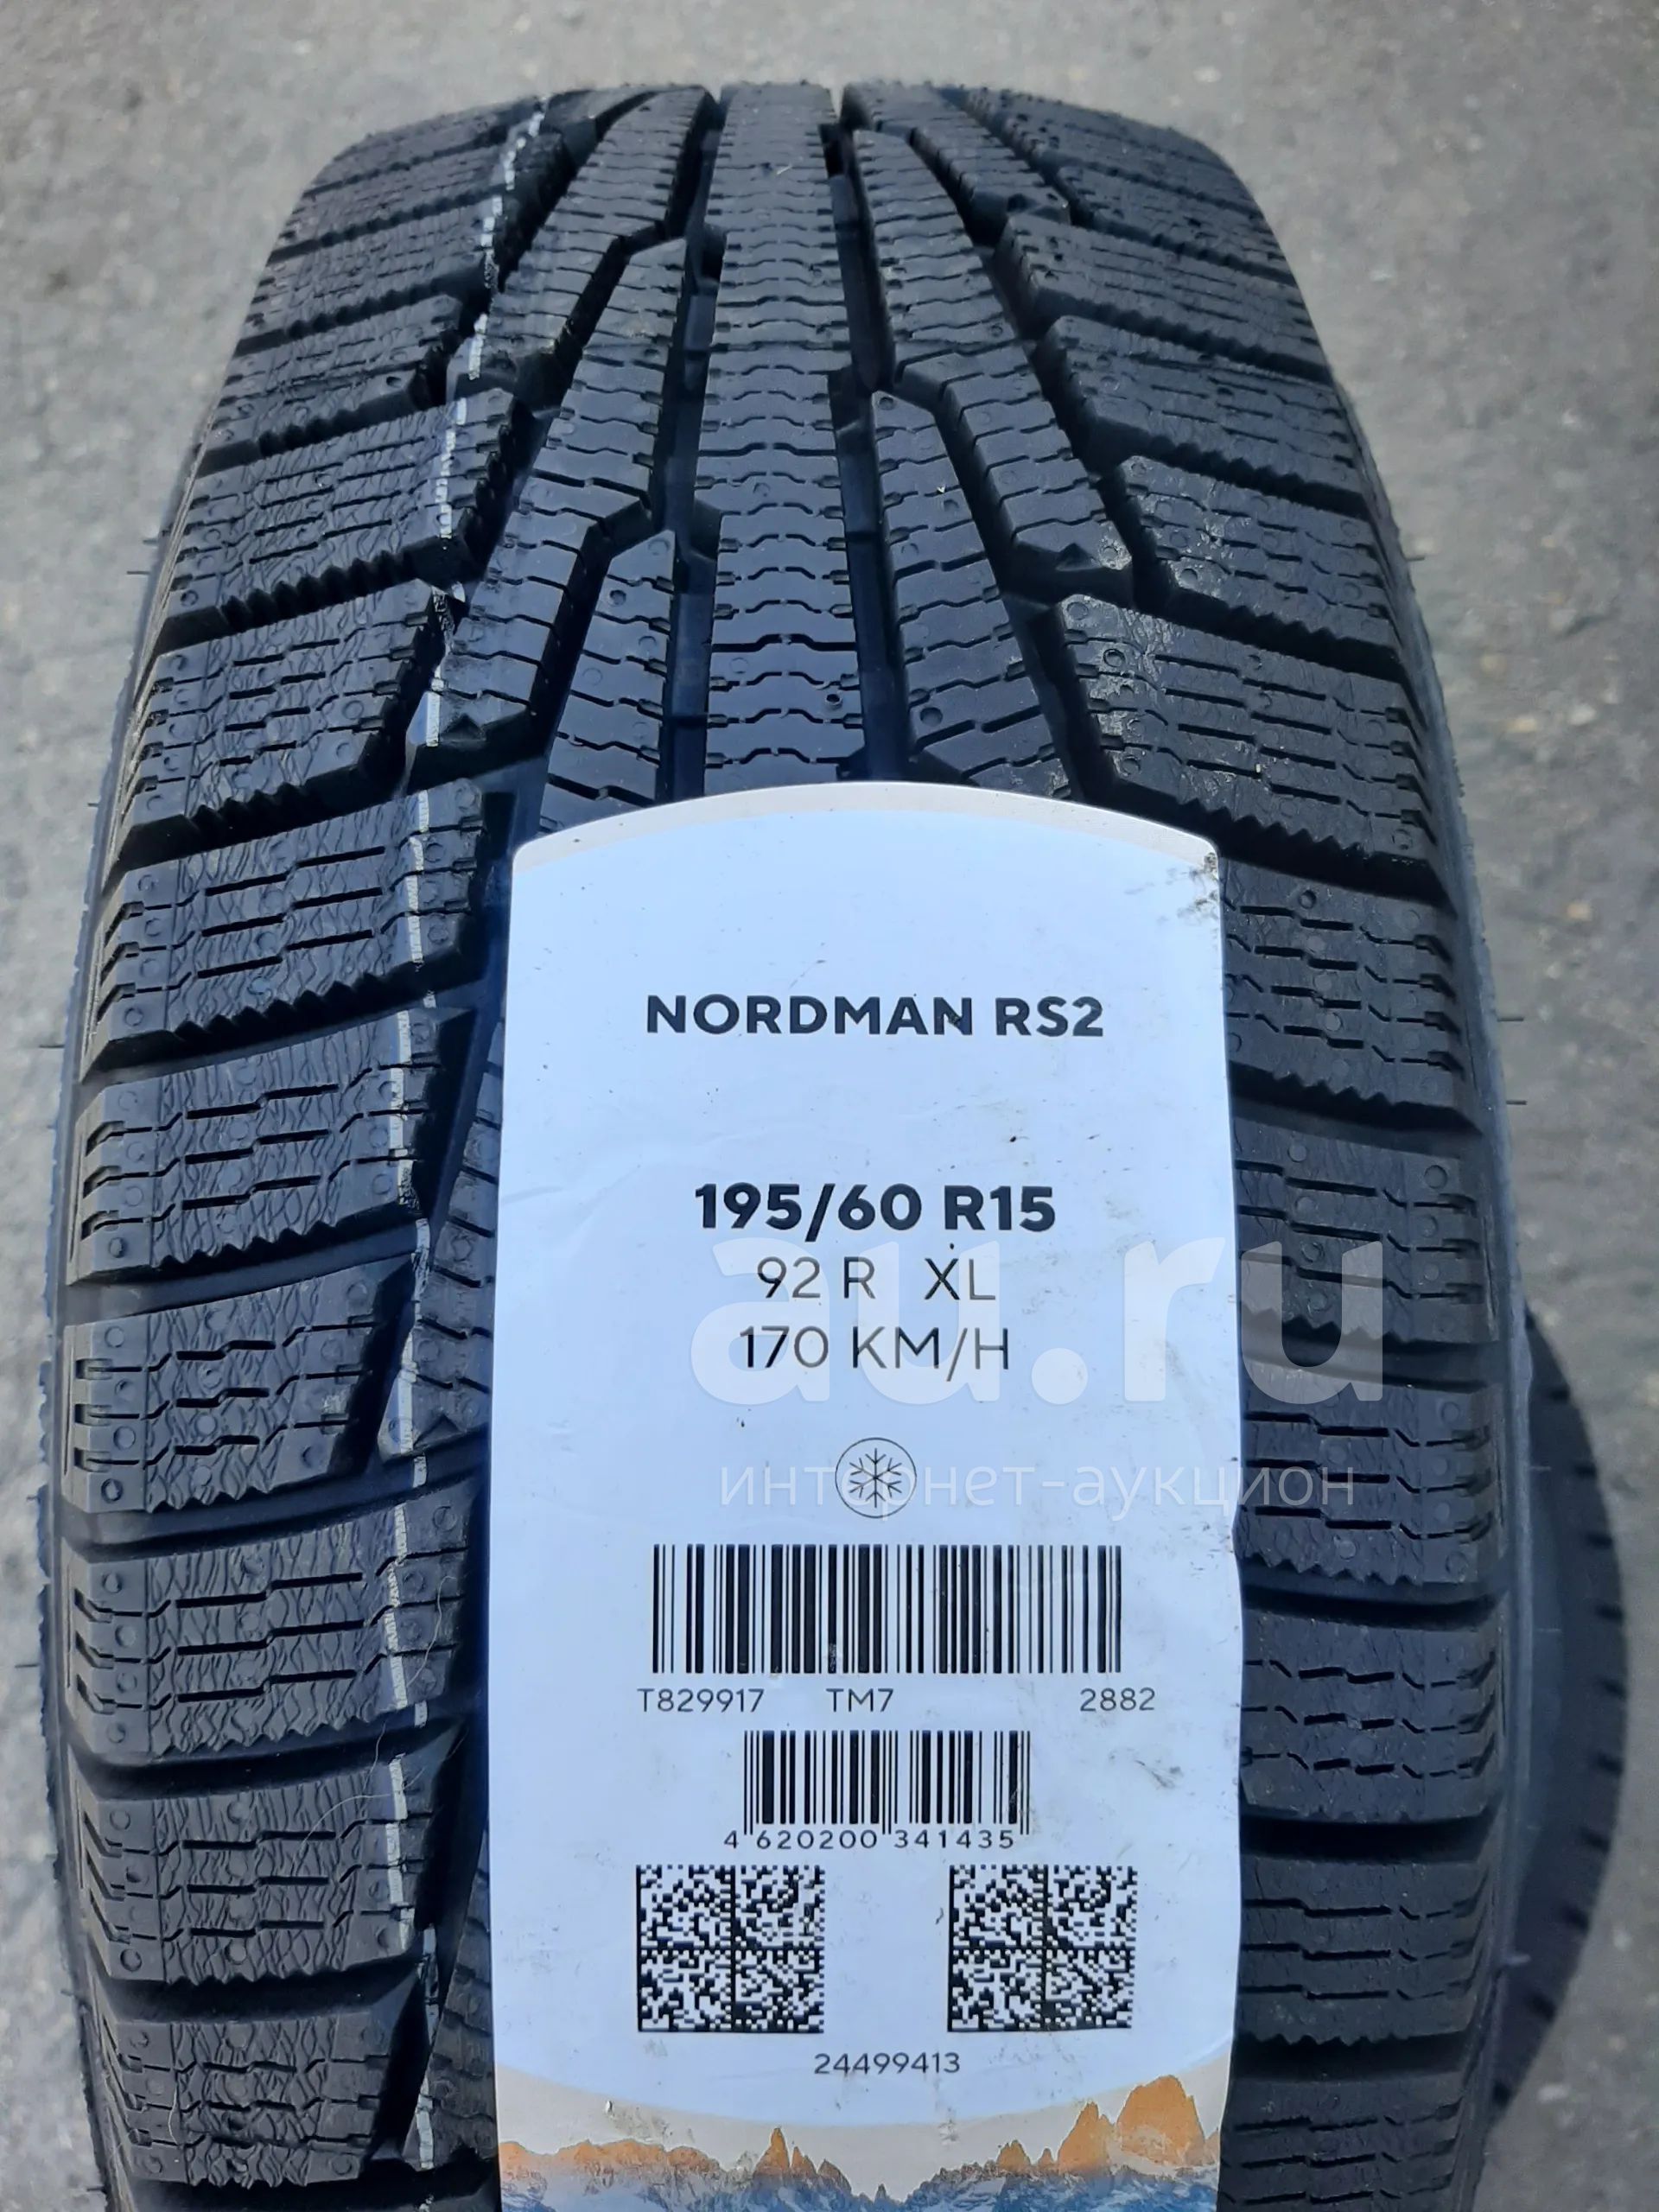 NORDMAN RS2
195/60 R15
92 R XL
170 KM/H
au.ru
интернет-аукцион
T829917 TM7 2882
4 620200 341435
24499413